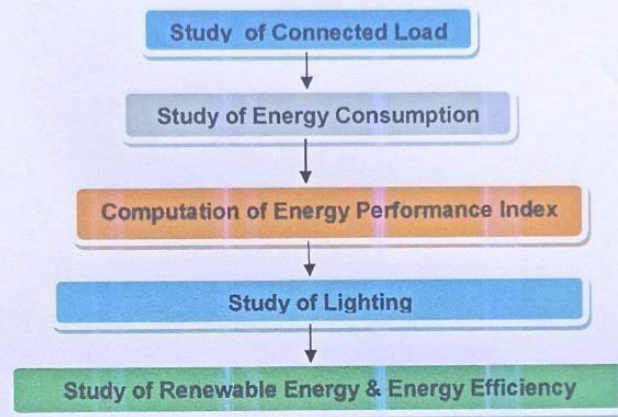 Study of Connected Load
Study of Energy Consumption
Computation of Energy Performance Index
Study of Lighting
Study of Renewable Energy & Energy Efficiency